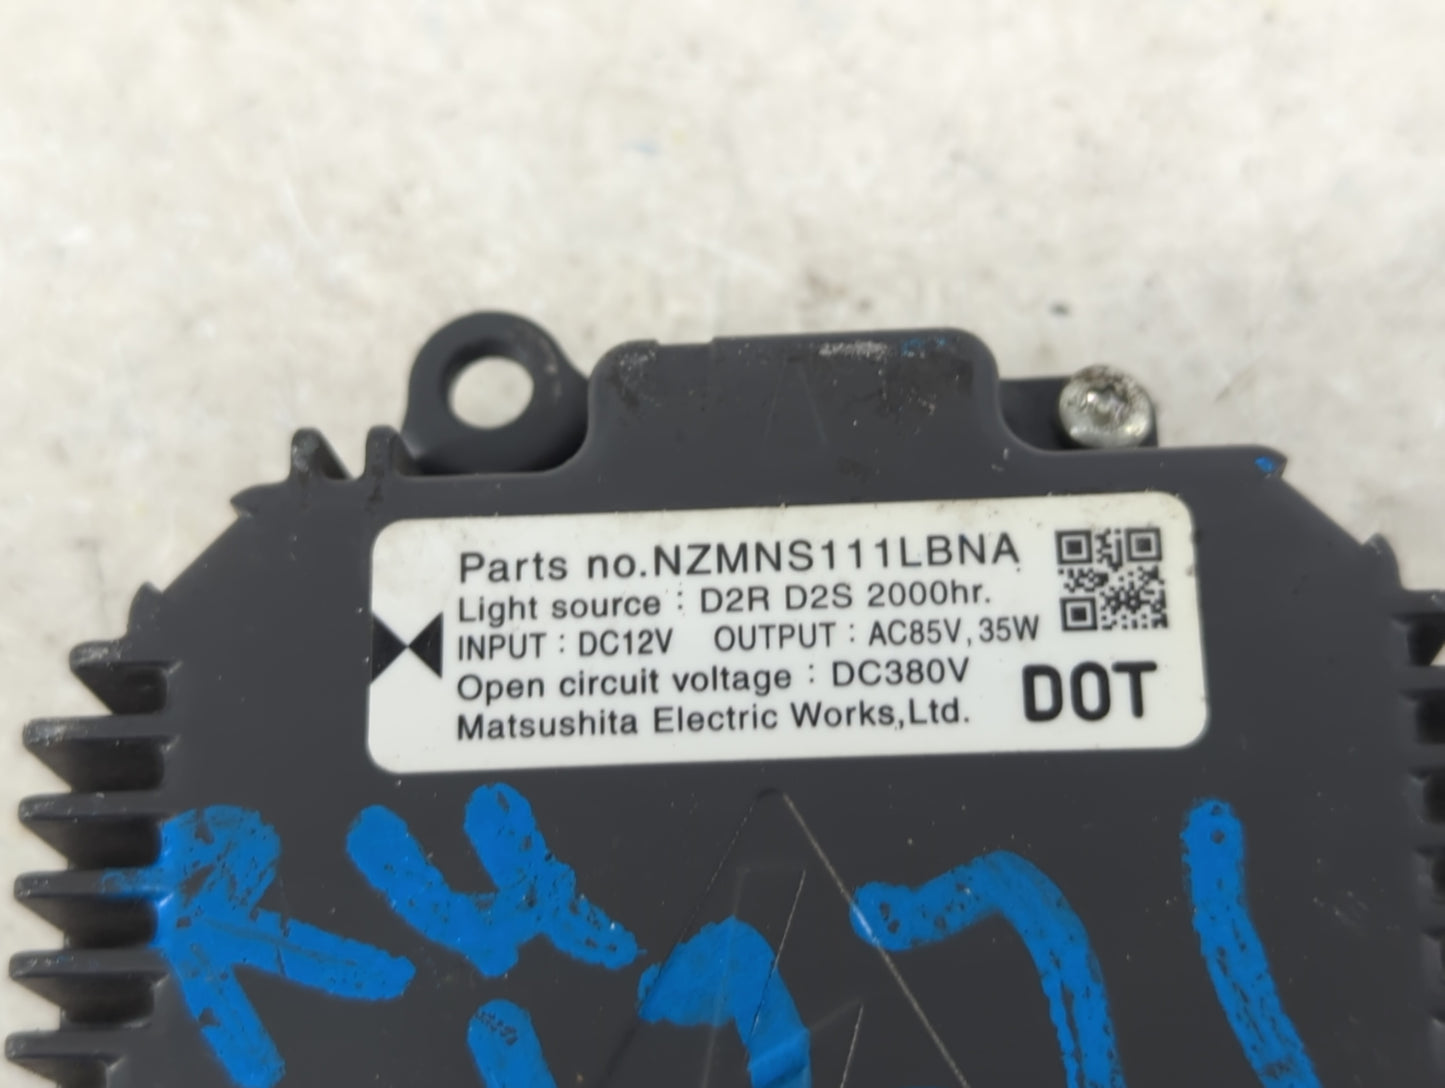 Parts no.NZMNS111LBNA
Light source : D2R D2S 2000hr.
INPUT : DC12V OUTPUT : AC85V, 35W
Open circuit voltage : DC380V
Matsushita Electric Works,Ltd.
DOT